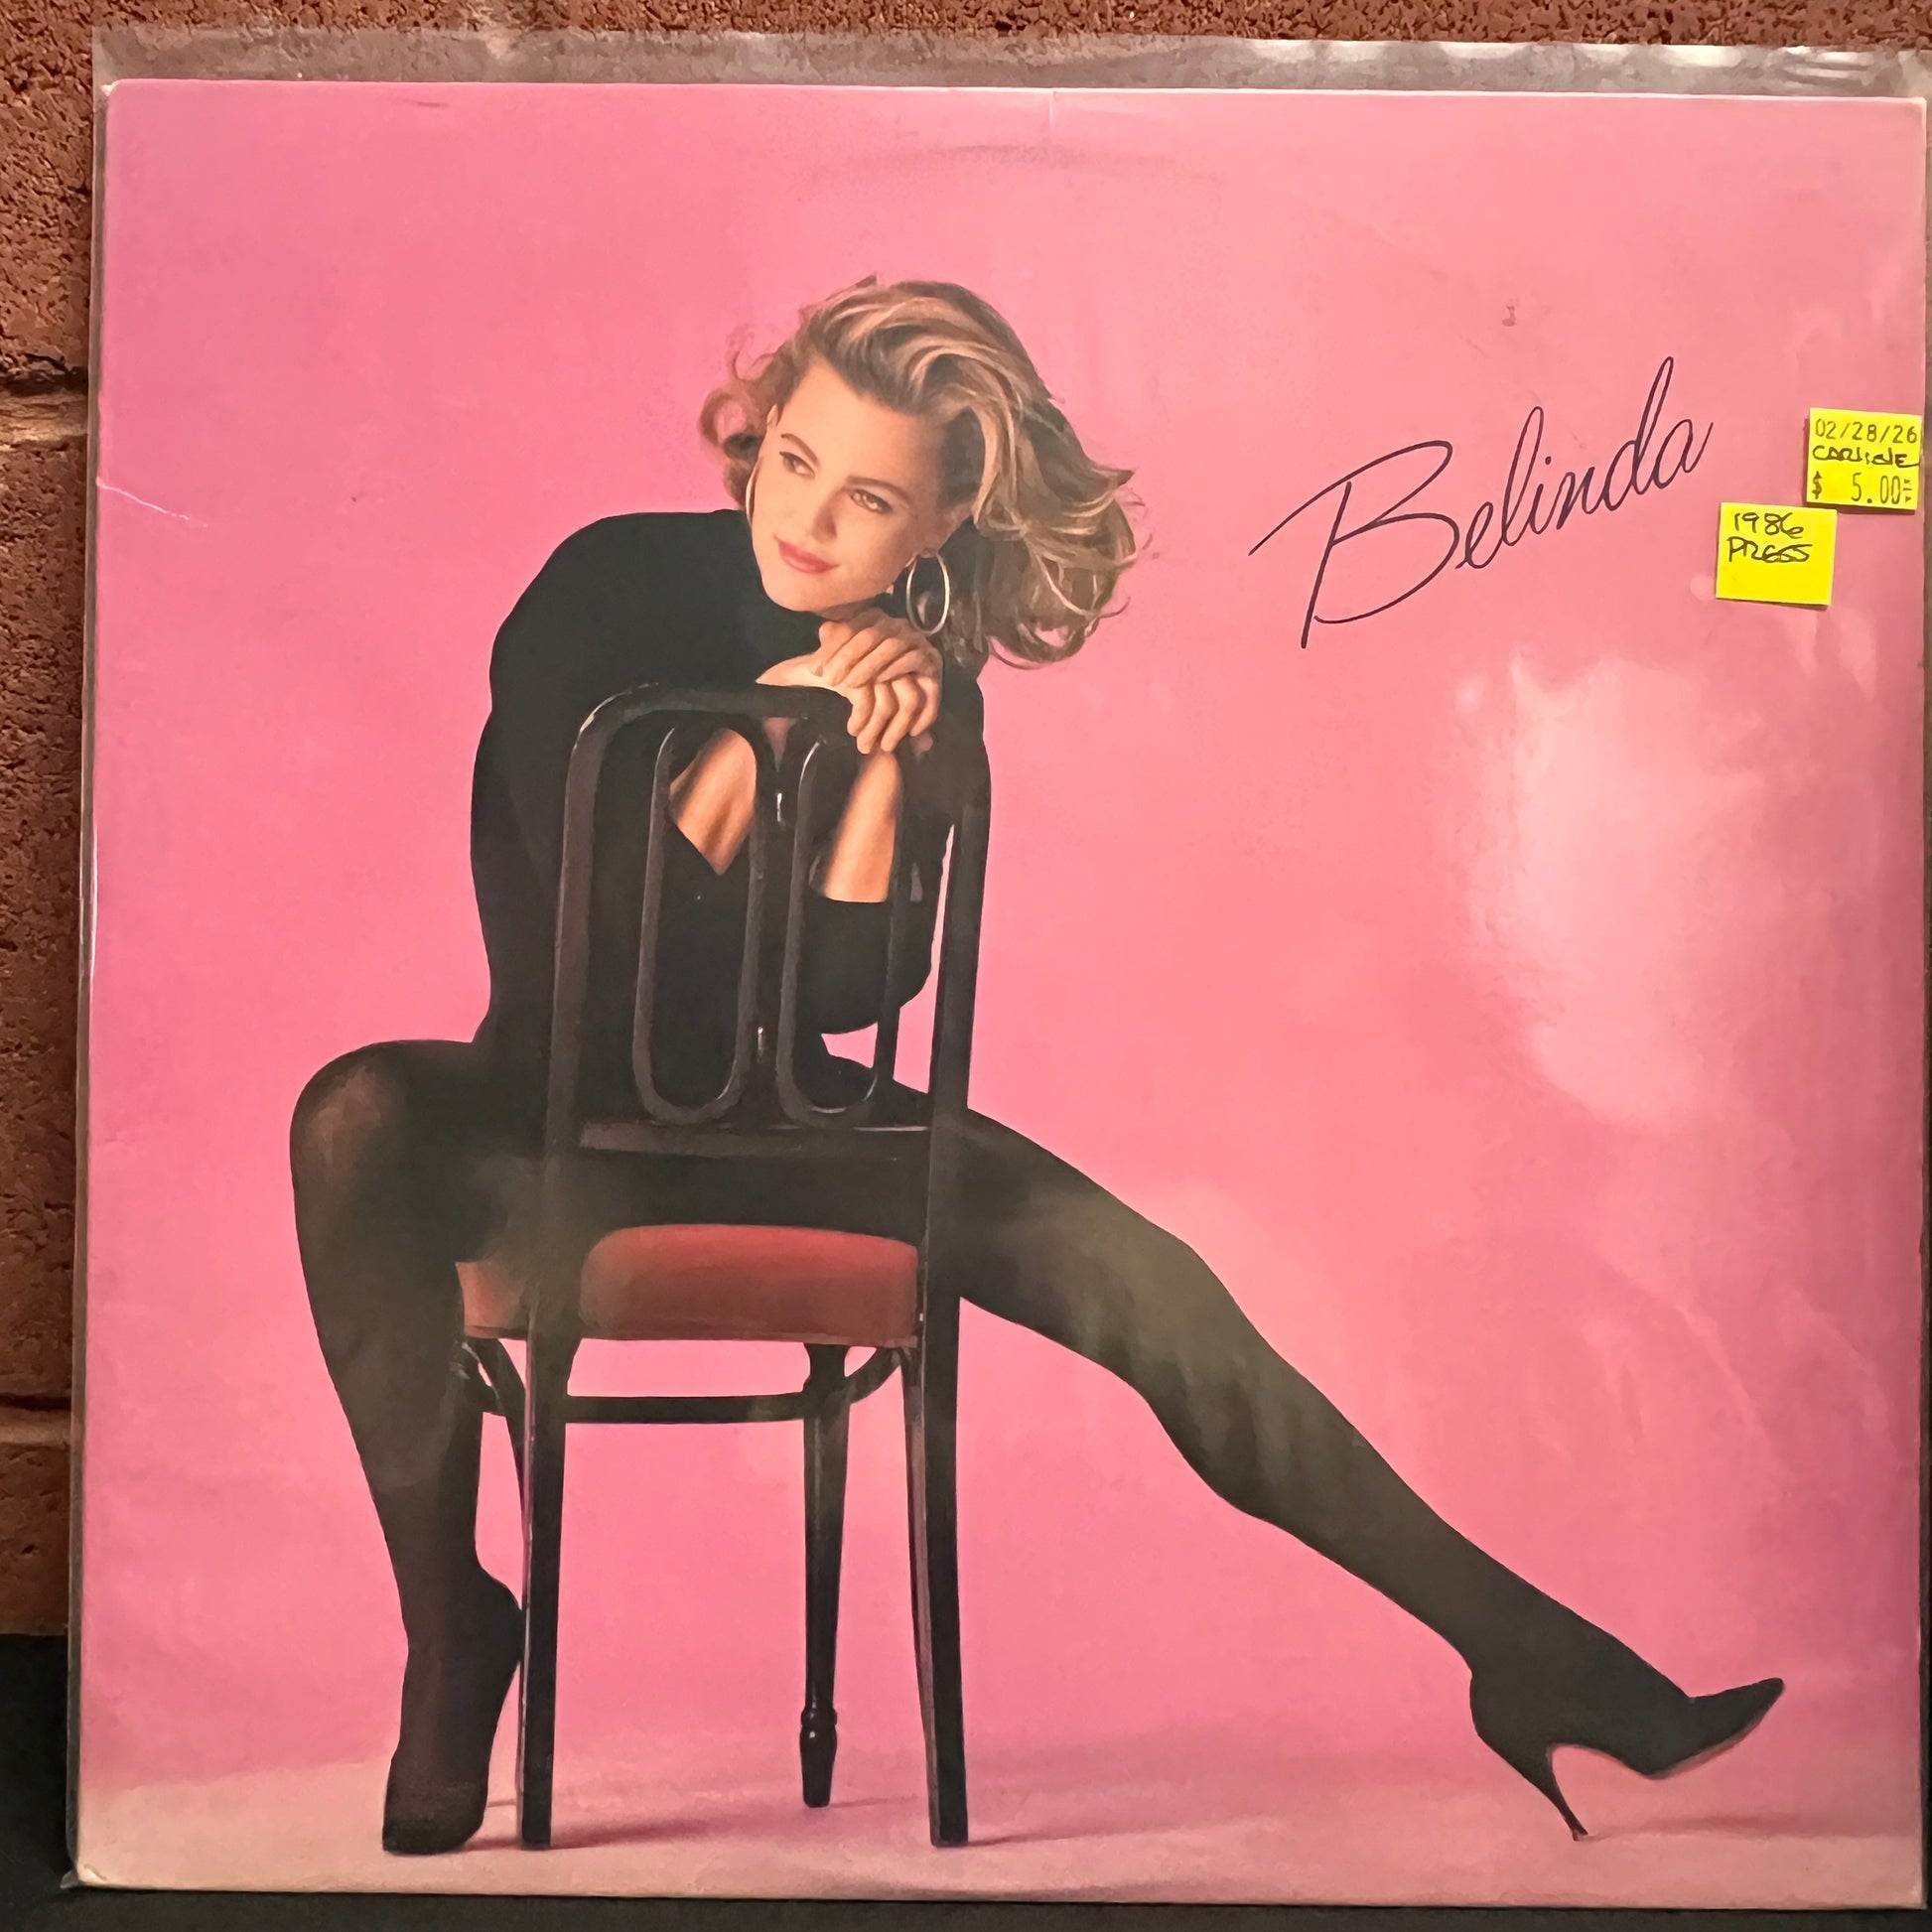 Belinda
02/28/26
CARLISLE
$ 5.00
1986
PRESS